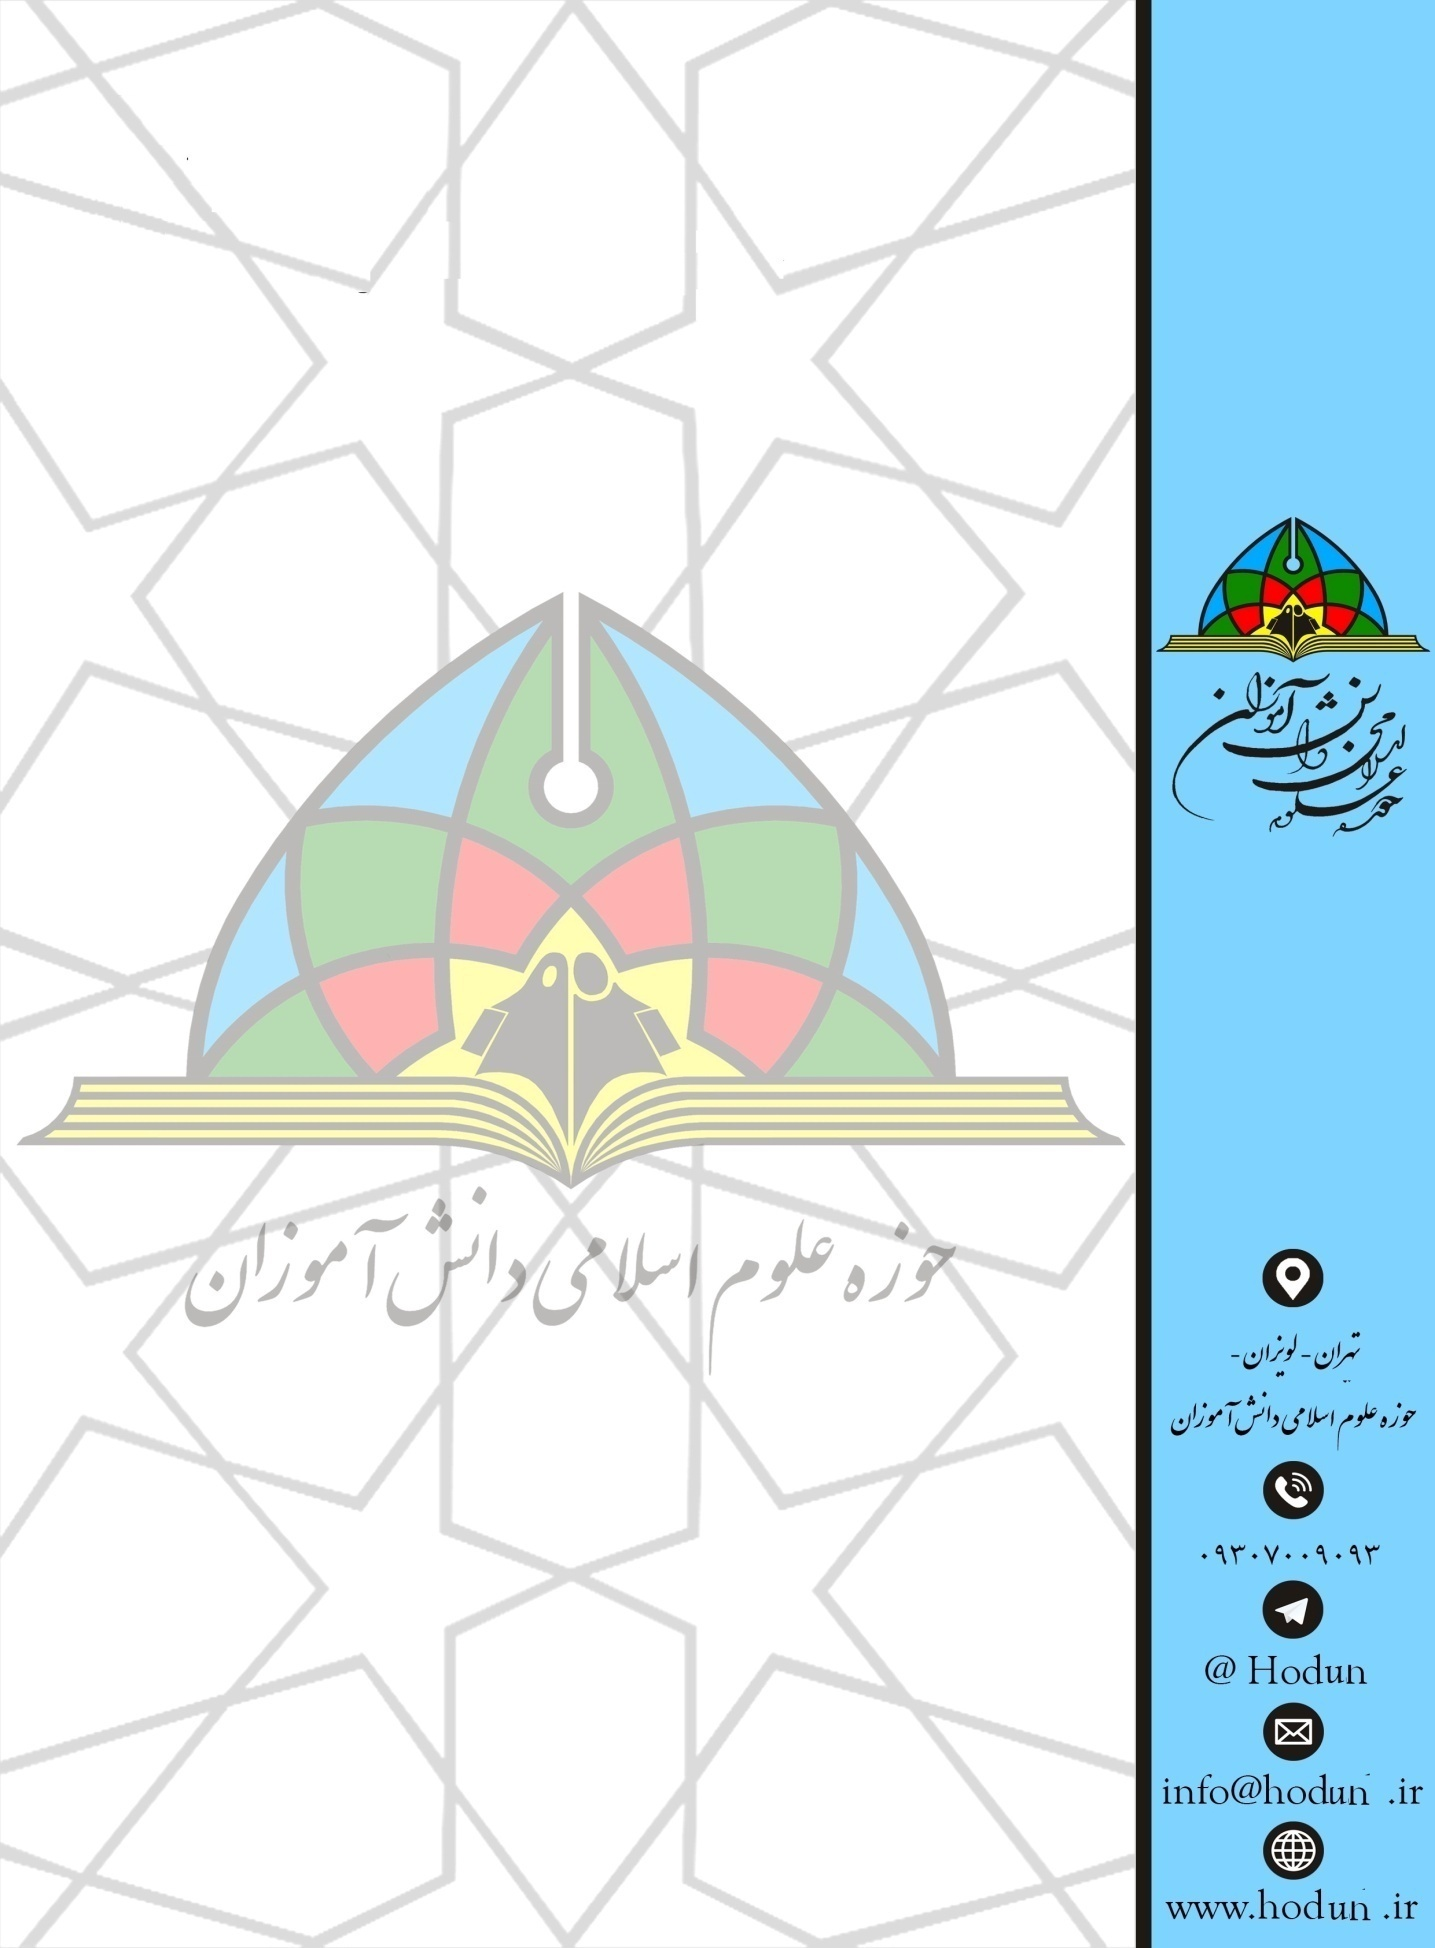 حوزه علوم اسلامی دانش آموزان
حوزه علوم اسلامی دانش آموزان
تهران - لویزان -
حوزه علوم اسلامی دانش آموزان
۰۹۳۰۷۰۰۹۰۹۳
@ Hodun
info@hodun .ir
www.hodun .ir